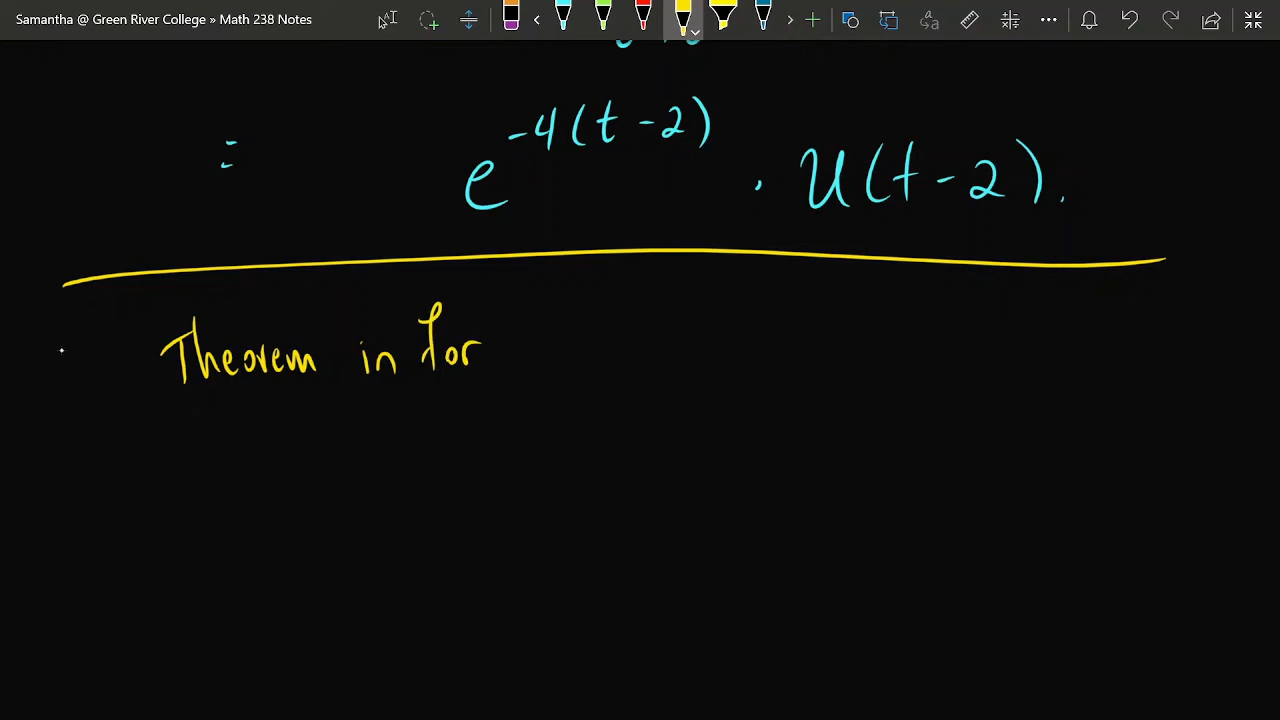 Samantha @ Green River College » Math 238 Notes
= e^{-4(t-2)} · U(t-2).
Theorem in for